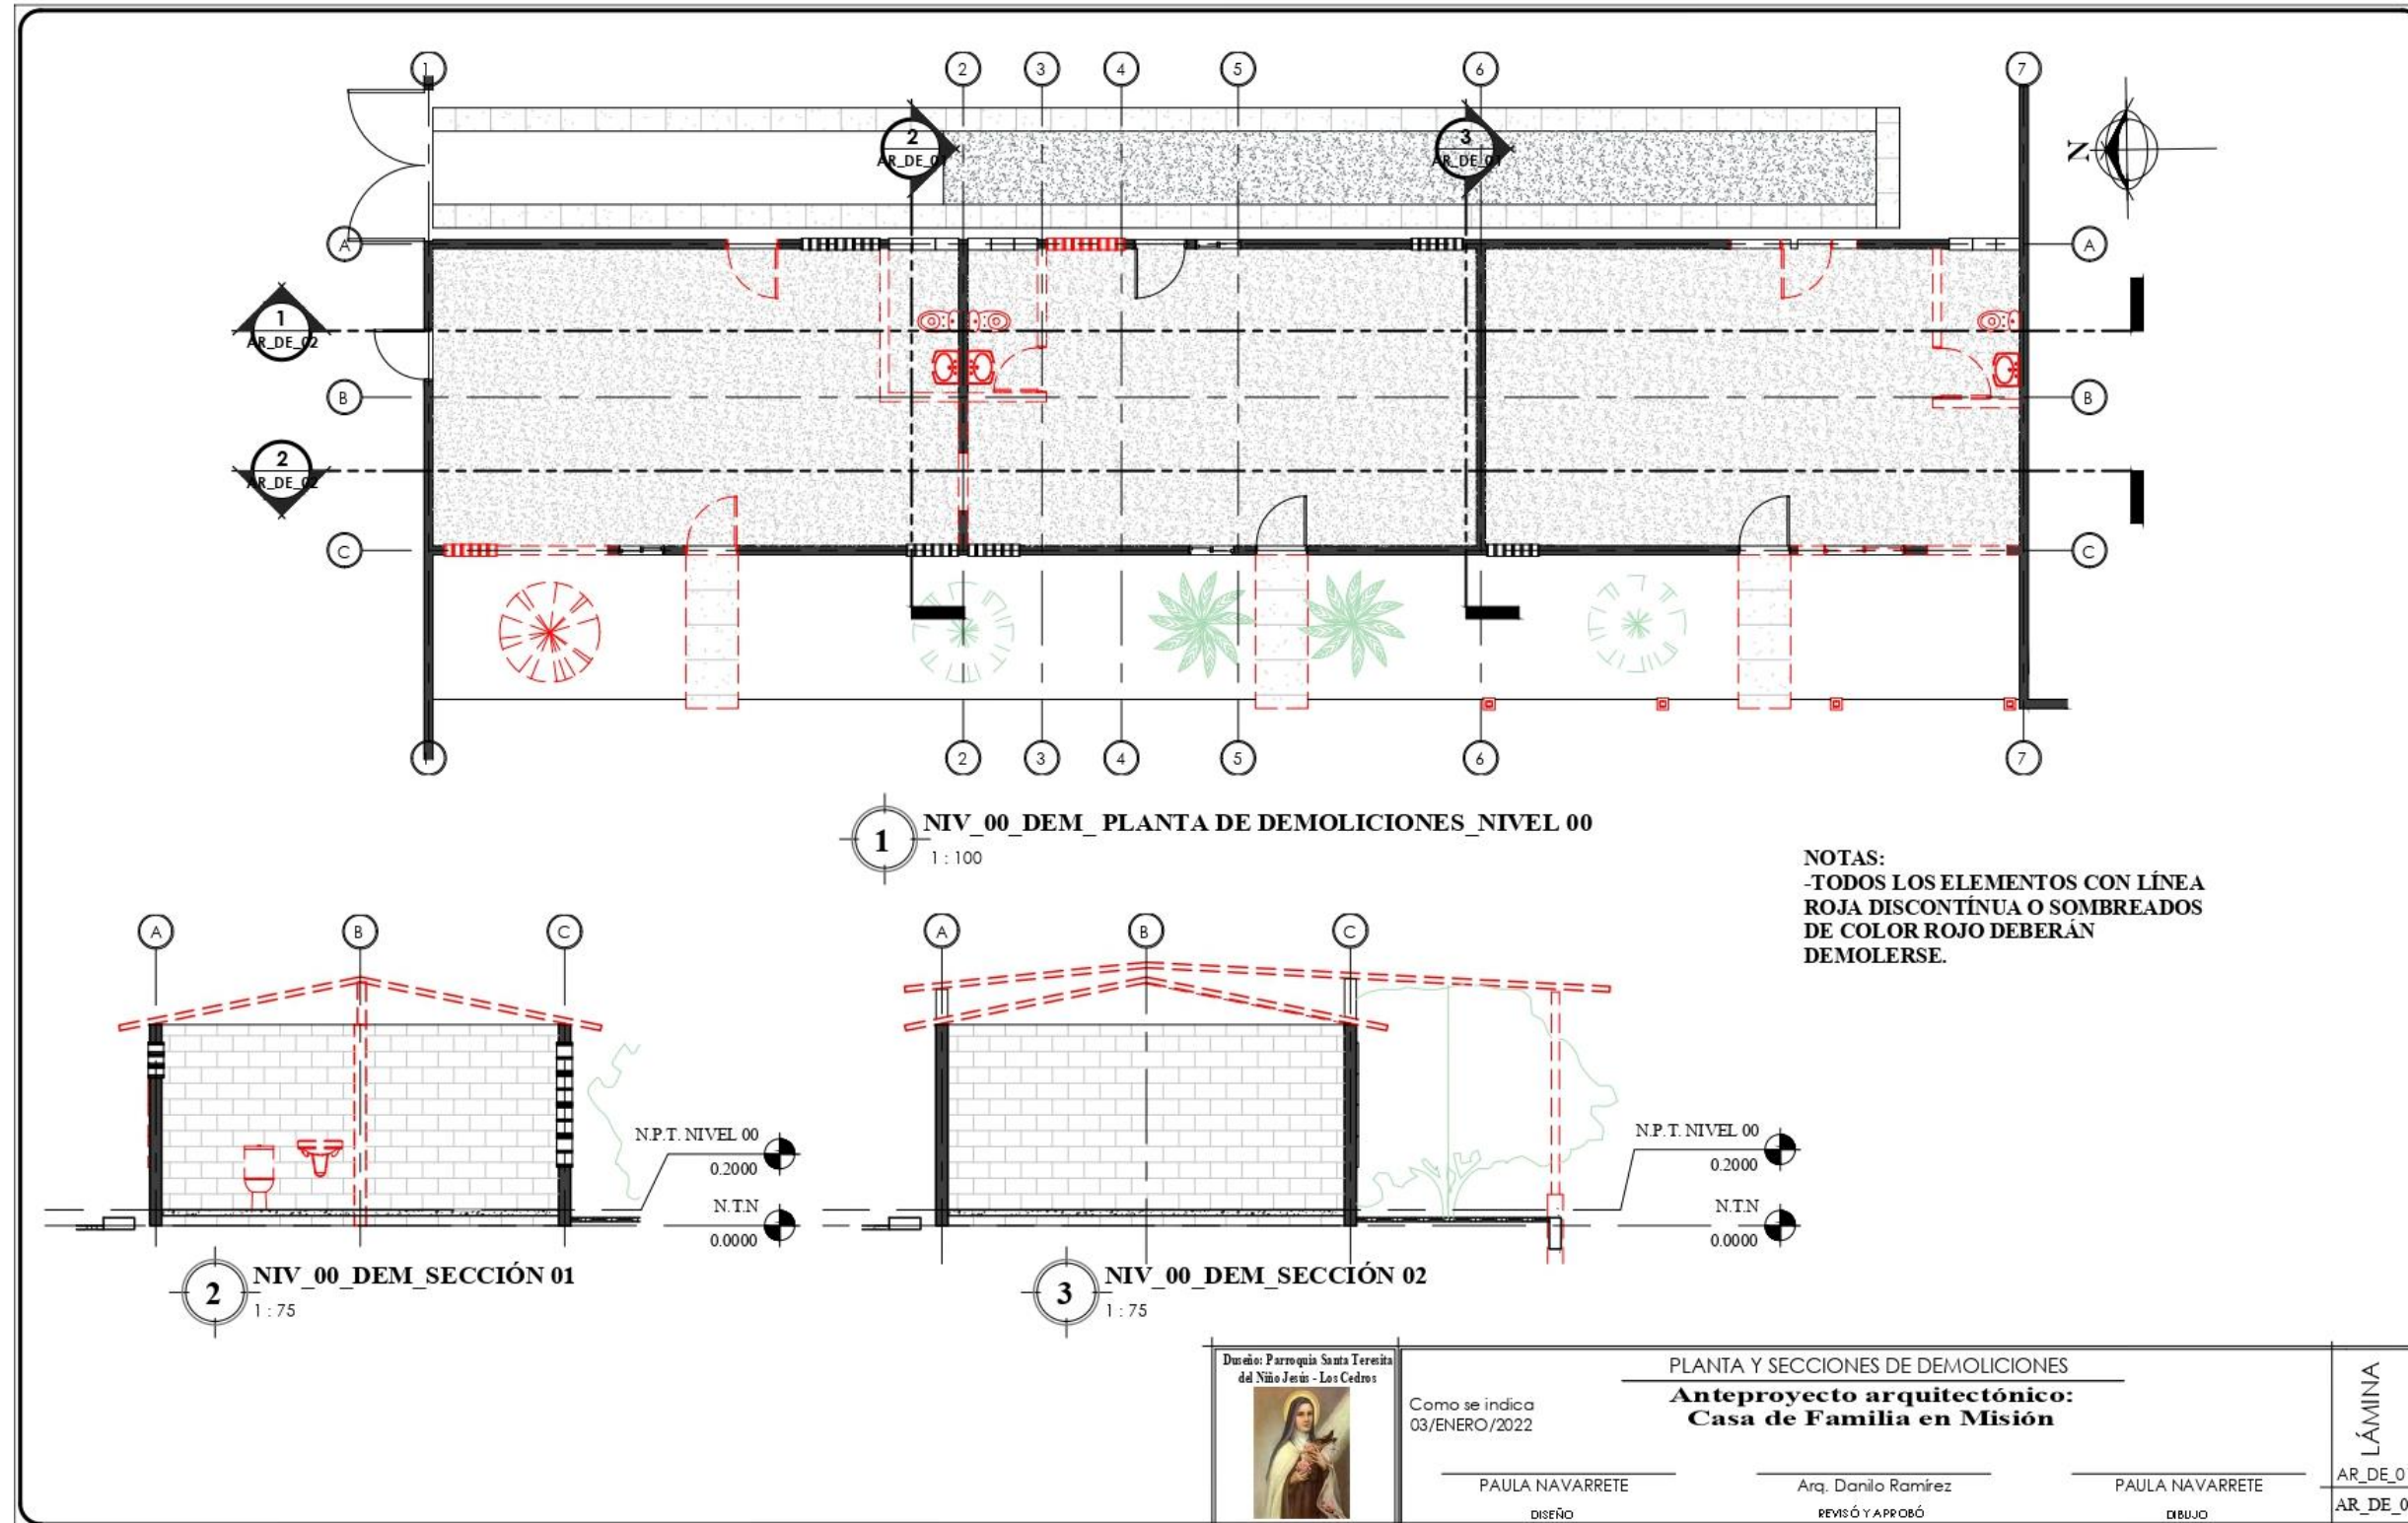 1
2
3
4
5
6
7
2
AR_DE_01
3
AR_DE_01
N
A
A
1
AR_DE_02
B
B
2
AR_DE_02
C
C
1
2
3
4
5
6
7
1
NIV_00_DEM_ PLANTA DE DEMOLICIONES_NIVEL 00
1 : 100
NOTAS:
-TODOS LOS ELEMENTOS CON LÍNEA
ROJA DISCONTÍNUA O SOMBREADOS
DE COLOR ROJO DEBERÁN
DEMOLERSE.
A
B
C
N.P.T. NIVEL 00
0.2000
N.T.N
0.0000
2
NIV_00_DEM_SECCIÓN 01
1 : 75
A
B
C
N.P.T. NIVEL 00
0.2000
N.T.N
0.0000
3
NIV_00_DEM_SECCIÓN 02
1 : 75
Duseño: Parroquia Santa Teresita
del Niño Jesús - Los Cedros
Como se indica
03/ENERO/2022
PLANTA Y SECCIONES DE DEMOLICIONES
Anteproyecto arquitectónico:
Casa de Familia en Misión
PAULA NAVARRETE
DISEÑO
Arq. Danilo Ramírez
REVISÓ Y APROBÓ
PAULA NAVARRETE
DIBUJO
LÁMINA